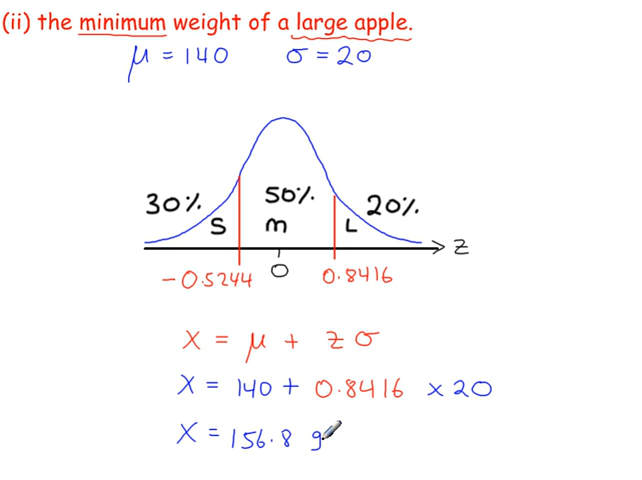 (ii) the minimum weight of a large apple.
μ = 140 σ = 20
30% 50% 20%
S m L
z
-0.5244 0 0.8416
X = μ + z σ
X = 140 + 0.8416 × 20
X = 156.8 g